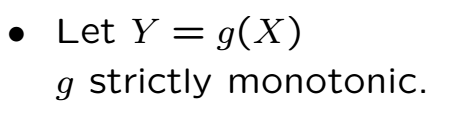 • Let Y = g(X)
g strictly monotonic.